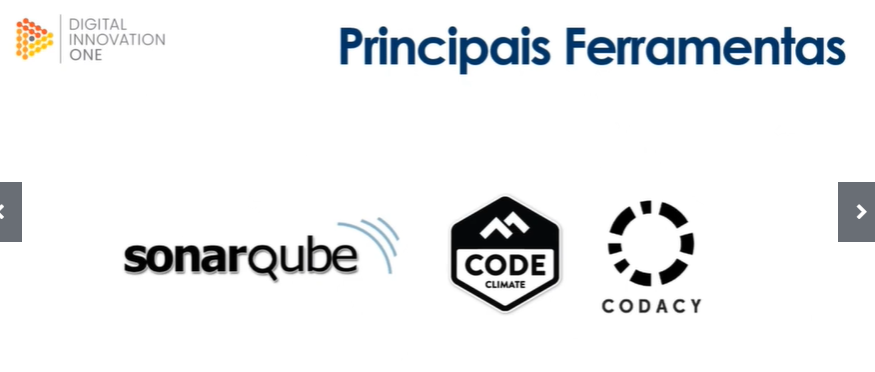 DIGITAL
INNOVATION
ONE
Principais Ferramentas
sonarqube
CODE
CLIMATE
CODACY